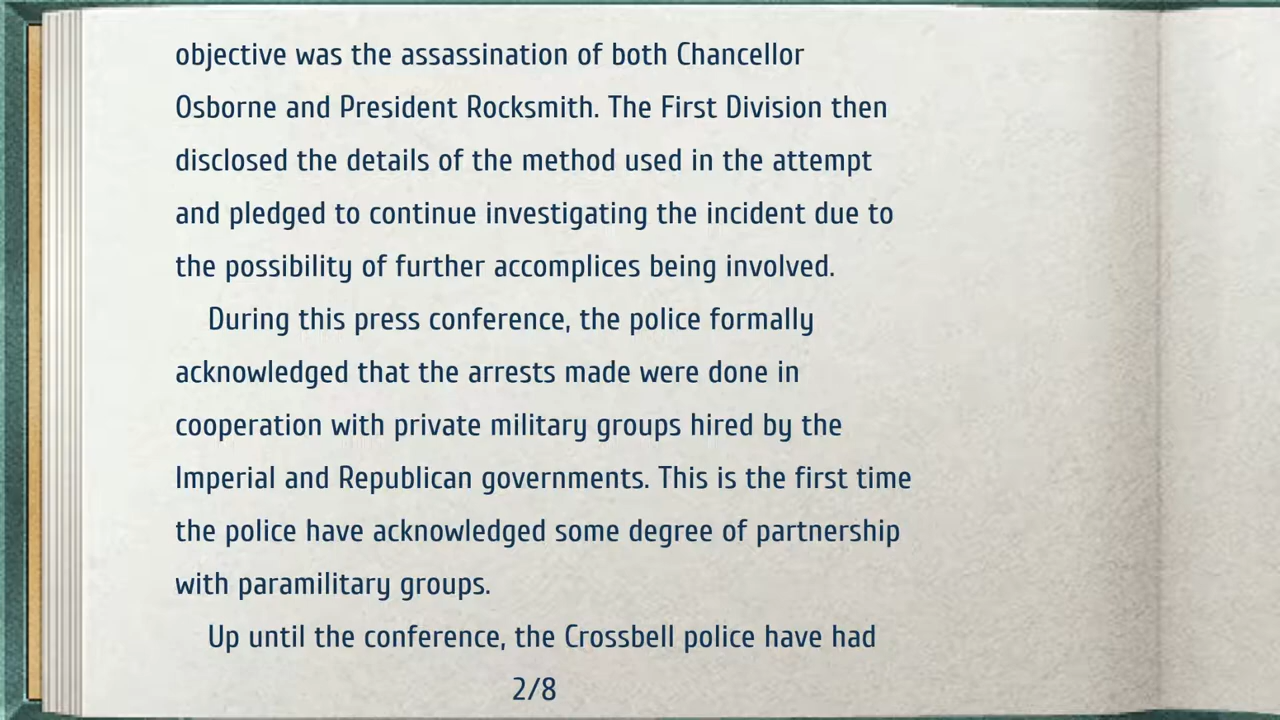 objective was the assassination of both Chancellor
Osborne and President Rocksmith. The First Division then
disclosed the details of the method used in the attempt
and pledged to continue investigating the incident due to
the possibility of further accomplices being involved.
During this press conference, the police formally
acknowledged that the arrests made were done in
cooperation with private military groups hired by the
Imperial and Republican governments. This is the first time
the police have acknowledged some degree of partnership
with paramilitary groups.
Up until the conference, the Crossbell police have had
2/8